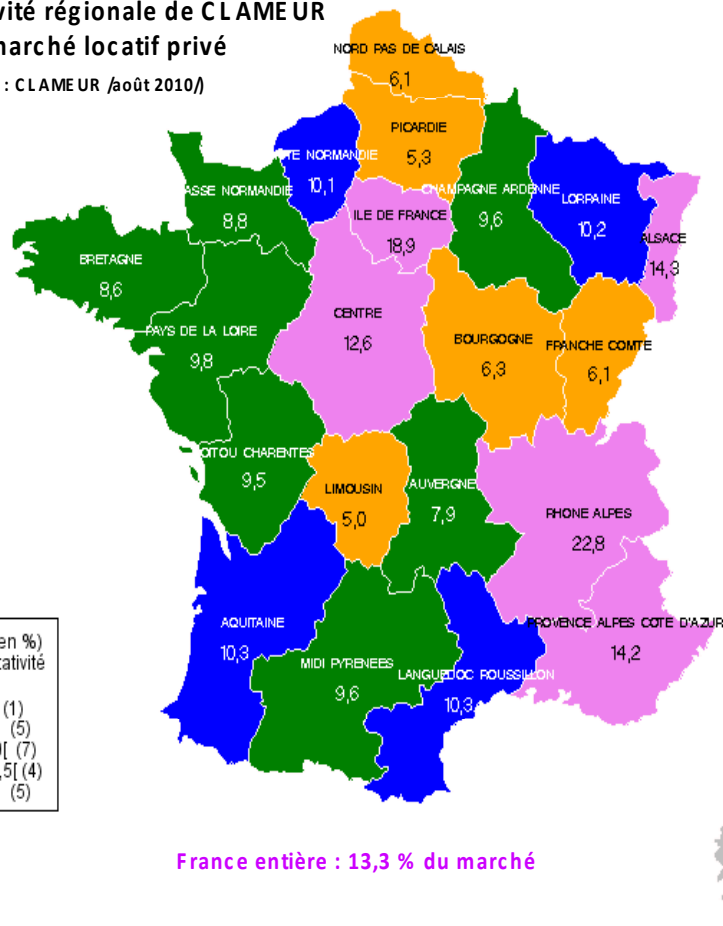 vité régionale de CLAMEUR
marché locatif privé
: CLAMEUR /août 2010/)
NORD PAS DE CALAIS
6,1
PICARDIE
5,3
TE NORMANDIE
10,1
ASSE NORMANDIE
8,8
CHAMPAGNE ARDENNE
9,6
LORRAINE
10,2
ILE DE FRANCE
18,9
ALSACE
14,3
BRETAGNE
8,6
PAYS DE LA LOIRE
9,8
CENTRE
12,6
BOURGOGNE
6,3
FRANCHE COMTE
6,1
OITOU CHARENTES
9,5
LIMOUSIN
5,0
AUVERGNE
7,9
RHONE ALPES
22,8
AQUITAINE
10,3
MIDI PYRENEES
9,6
LANGUEDOC ROUSSILLON
10,3
PROVENCE ALPES COTE D'AZUR
14,2
en %)
tativité
(1)
(5)
[ (7)
,5[ (4)
(5)
France entière : 13,3 % du marché